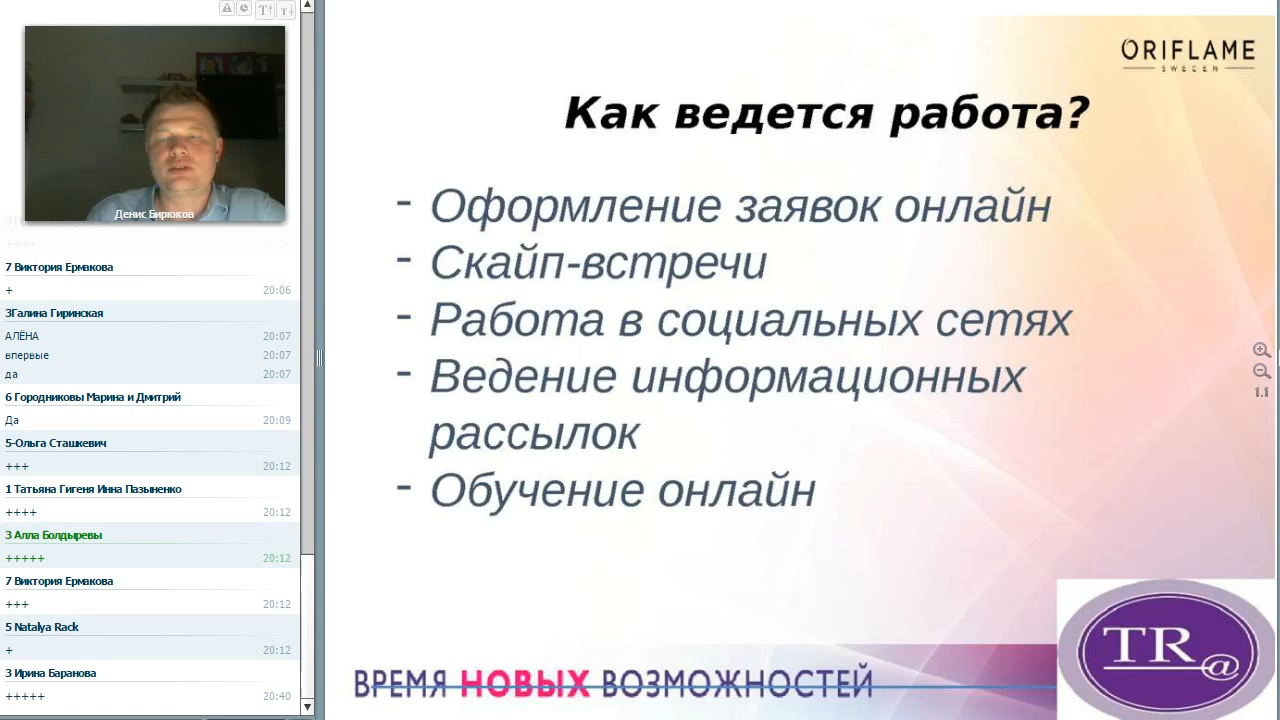 Денис Бирюков
++++
7 Виктория Ермакова
+ 20:06
3Галина Гиринская
АЛЁНА 20:07
впервые 20:07
да 20:07
6 Городниковы Марина и Дмитрий
Да 20:09
5-Ольга Сташкевич
+++ 20:12
1 Татьяна Гигеня Инна Пазыненко
++++ 20:12
3 Алла Болдыревы
+++++ 20:12
7 Виктория Ермакова
+++ 20:12
5 Natalya Rack
+ 20:12
3 Ирина Баранова
+++++ 20:40
ORIFLAME
SWEDEN
Как ведется работа?
- Оформление заявок онлайн
- Скайп-встречи
- Работа в социальных сетях
- Ведение информационных
рассылок
- Обучение онлайн
1.1
ВРЕМЯ НОВЫХ ВОЗМОЖНОСТЕЙ
TR@